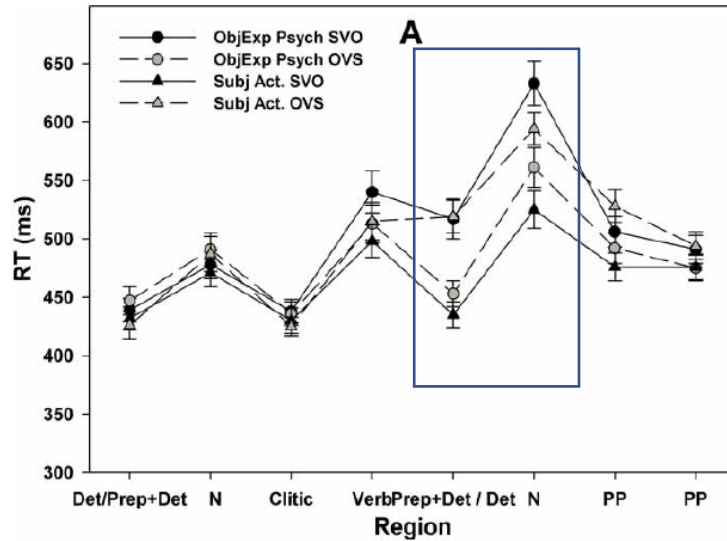 A
ObjExp Psych SVO
ObjExp Psych OVS
Subj Act. SVO
Subj Act. OVS
650
600
550
500
450
400
350
300
RT (ms)
Det/Prep+Det N Clitic VerbPrep+Det / Det N PP PP
Region